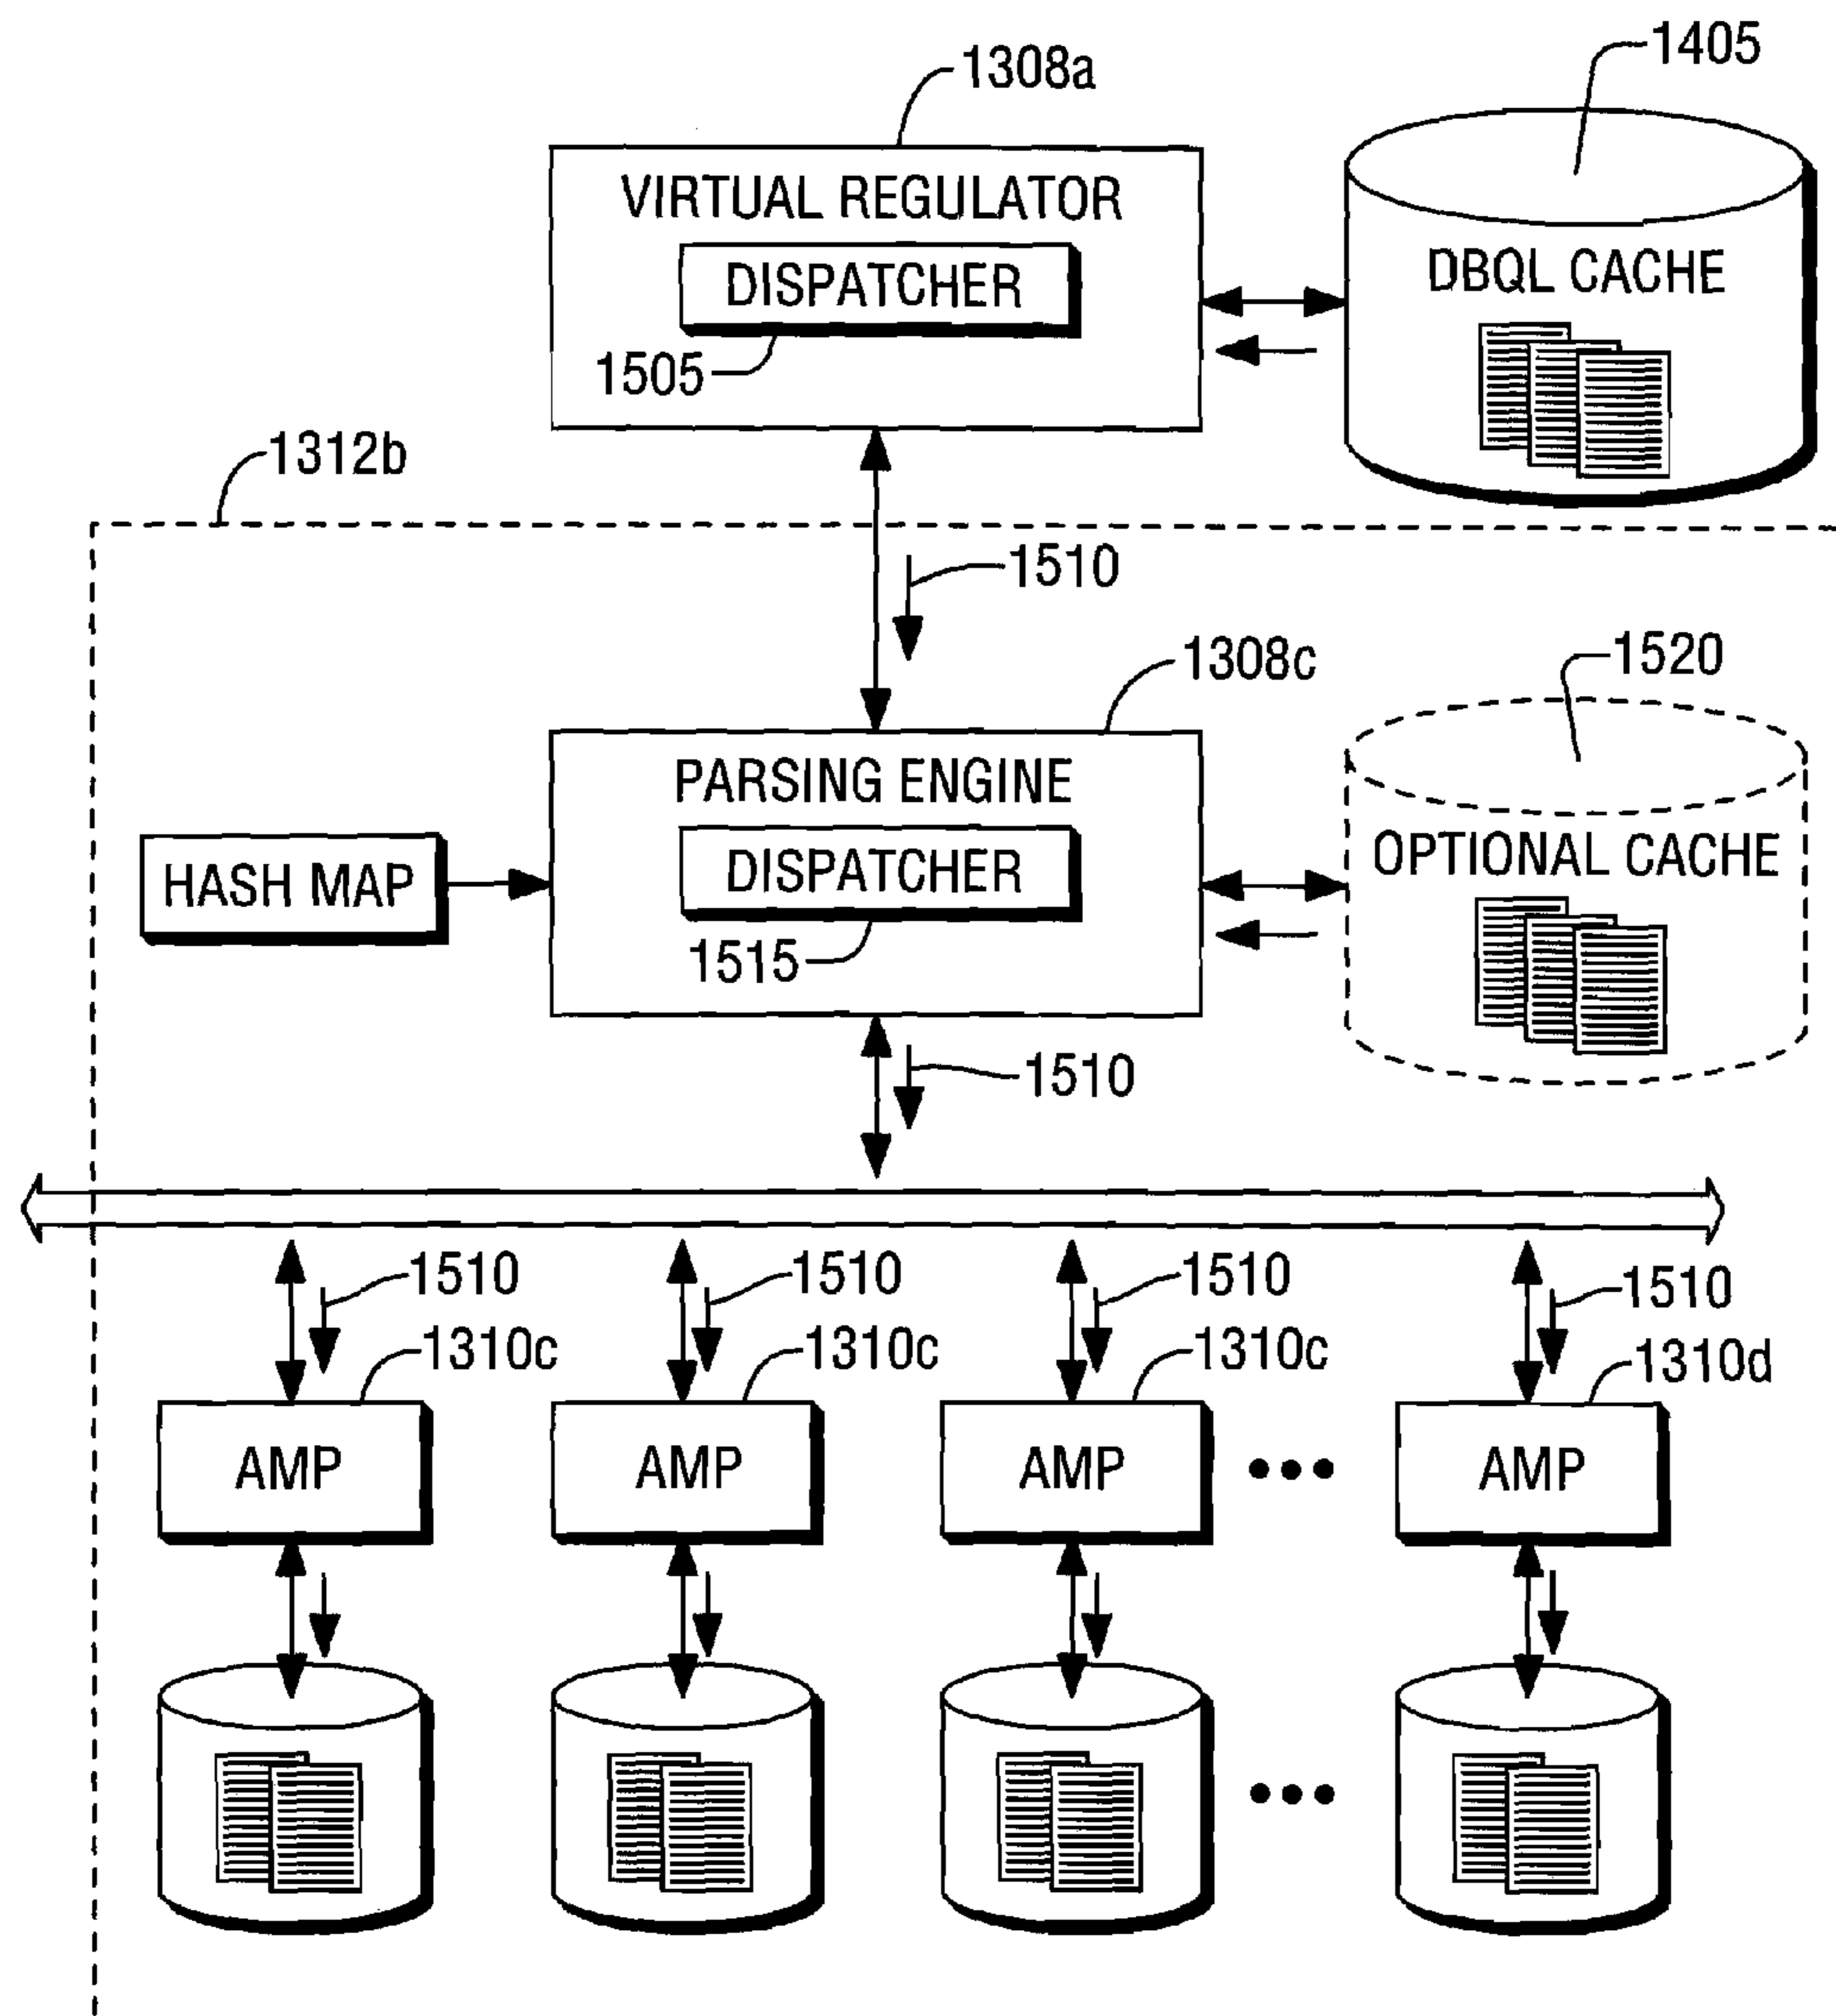 1405
1308a
VIRTUAL REGULATOR
DISPATCHER
1505
DBQL CACHE
1312b
1510
1308c
1520
PARSING ENGINE
DISPATCHER
1515
HASH MAP
OPTIONAL CACHE
1510
1510
1510
1510
1510
1310c
1310c
1310c
1310d
AMP
AMP
AMP
AMP